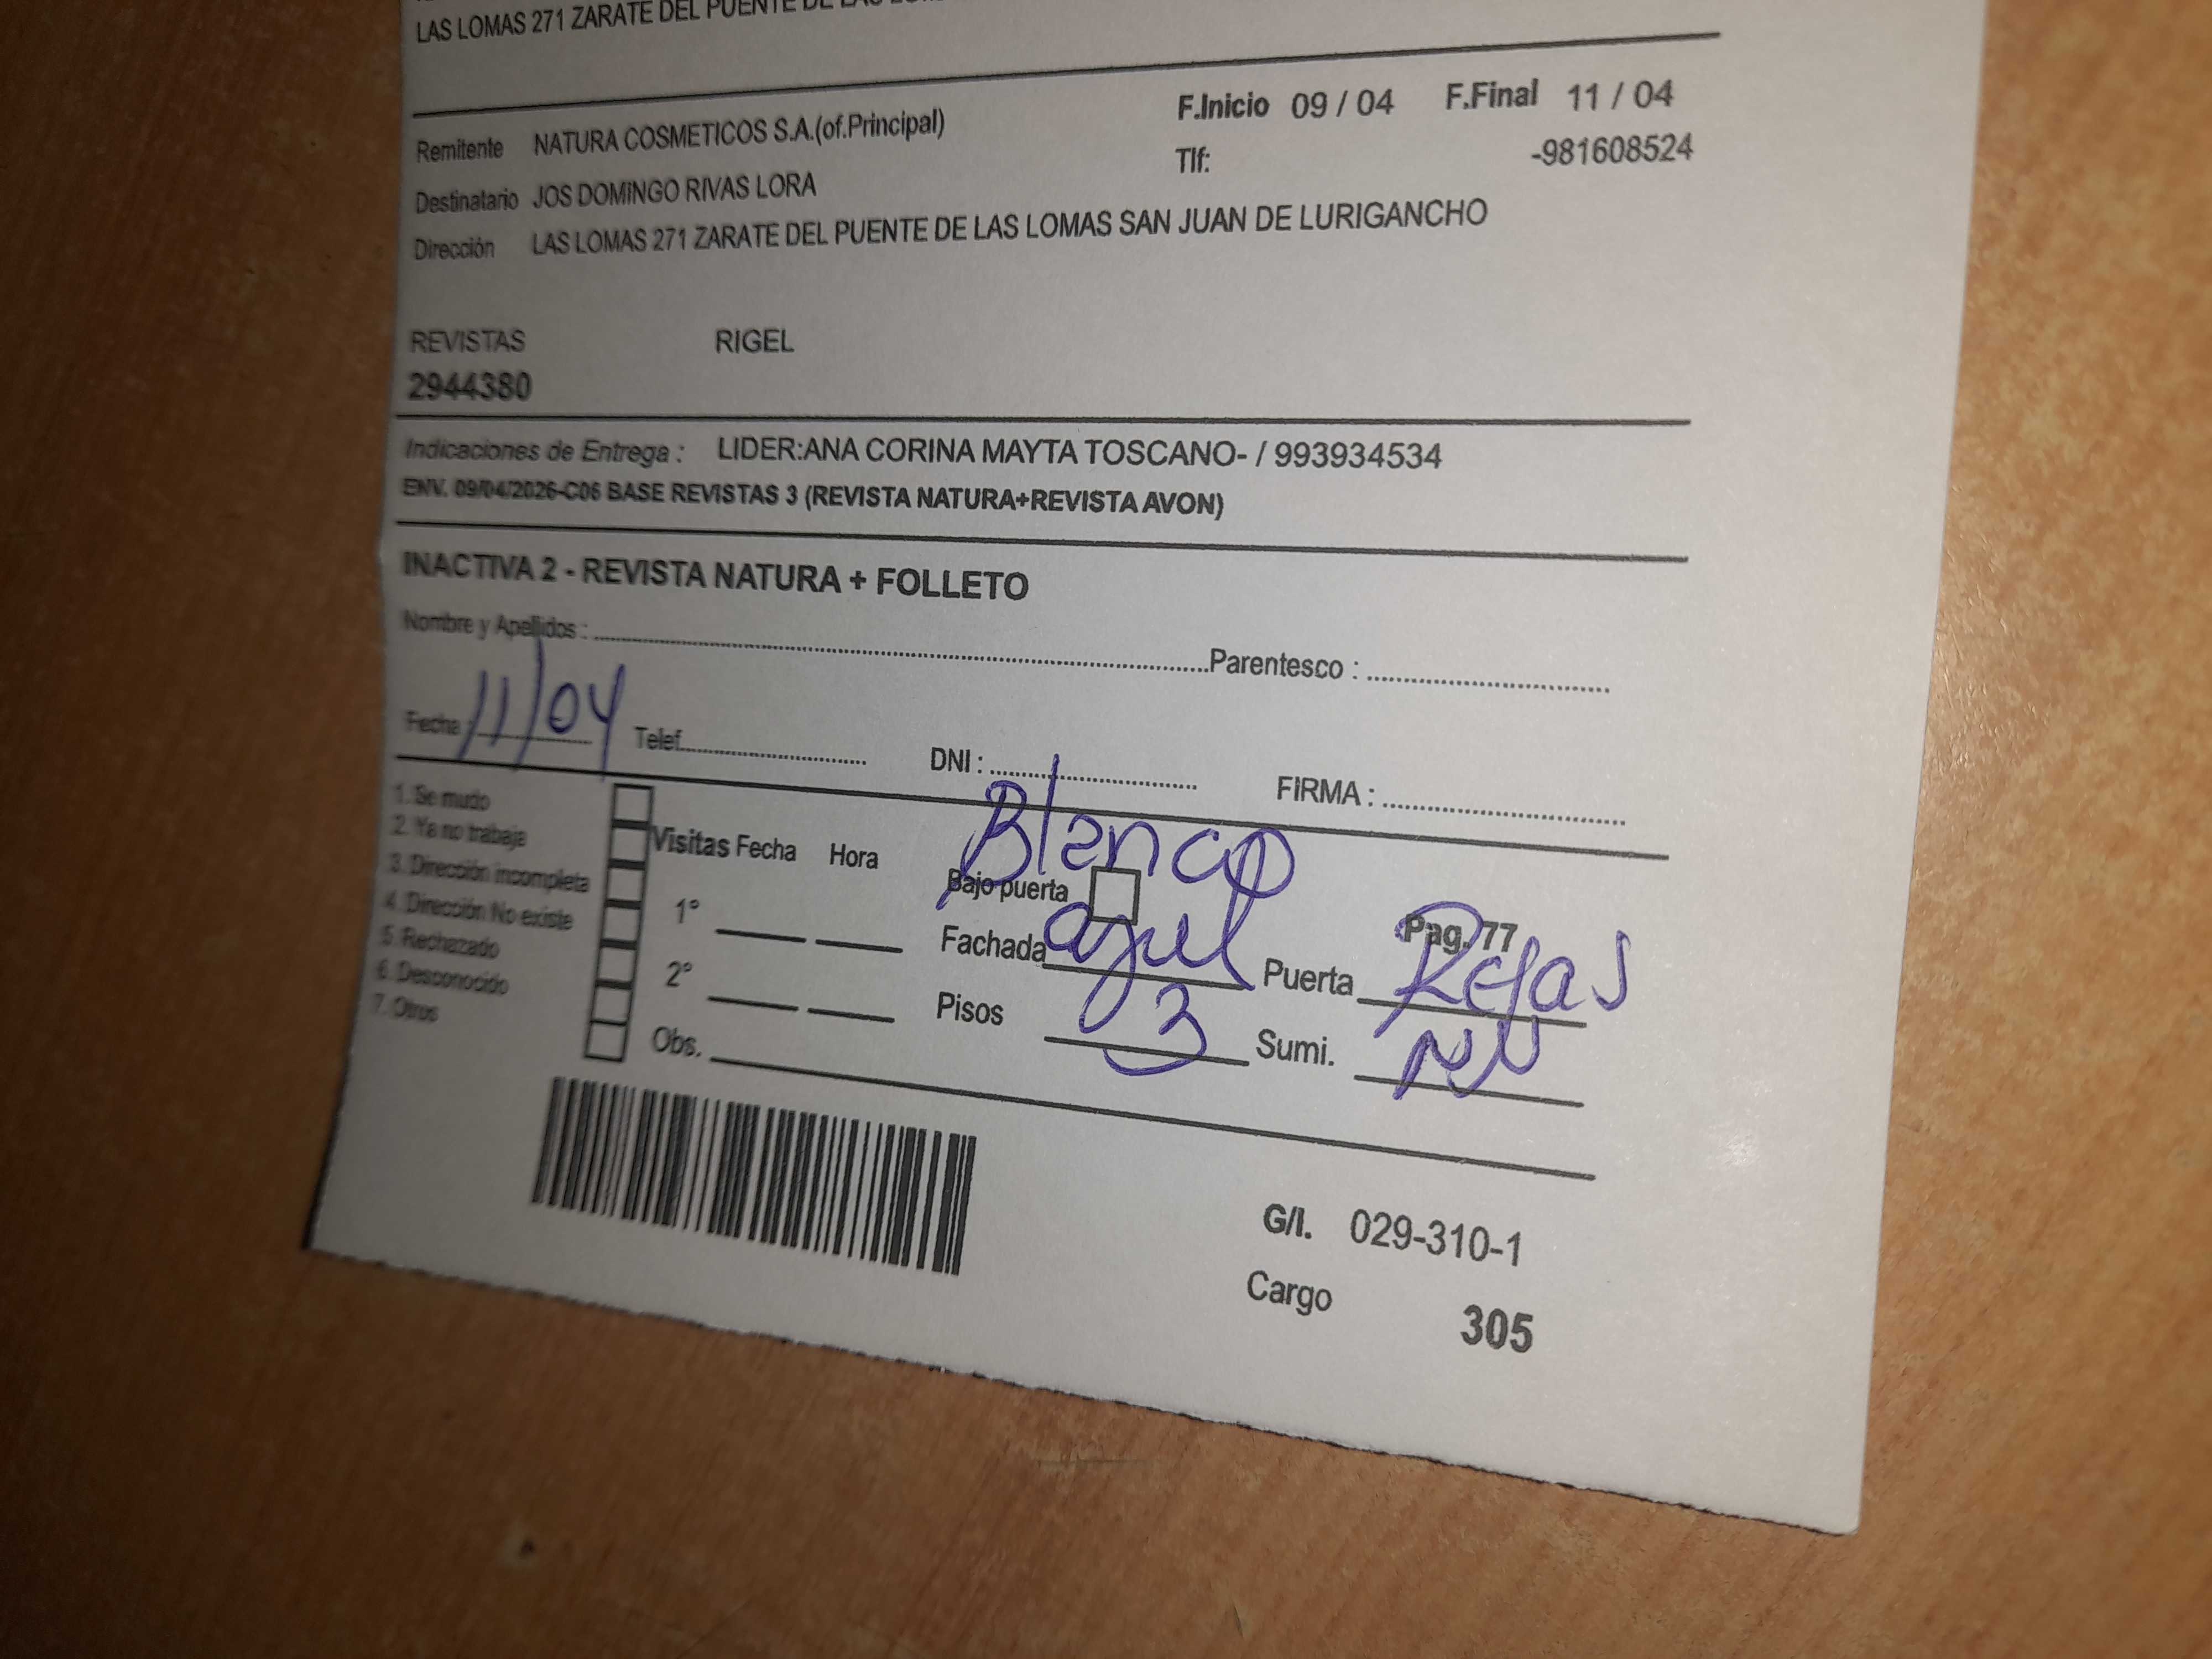 LAS LOMAS 271 ZARATE DEL PUENTE DE LAS
F.Inicio 09 / 04 F.Final 11 / 04
Remitente NATURA COSMETICOS S.A.(of.Principal)
Tlf: -981608524
Destinatario JOS DOMINGO RIVAS LORA
Dirección LAS LOMAS 271 ZARATE DEL PUENTE DE LAS LOMAS SAN JUAN DE LURIGANCHO
REVISTAS RIGEL
2944380
Indicaciones de Entrega : LIDER:ANA CORINA MAYTA TOSCANO- / 993934534
ENV. 09/04/2026-C06 BASE REVISTAS 3 (REVISTA NATURA+REVISTA AVON)
INACTIVA 2 - REVISTA NATURA + FOLLETO
Nombre y Apellidos : Parentesco :
Fecha : 11/04 Telef. DNI : FIRMA :
1. Se mudo
2. Ya no trabaja
3. Dirección incompleta
4. Dirección No existe
5. Rechazado
6. Desconocido
7. Otros
Visitas Fecha Hora
1°
2°
Obs.
Blanco
Bajo puerta
Pag. 77
Fachada azul Puerta Rejas
Pisos 3 Sumi. NN
G/I. 029-310-1
Cargo 305